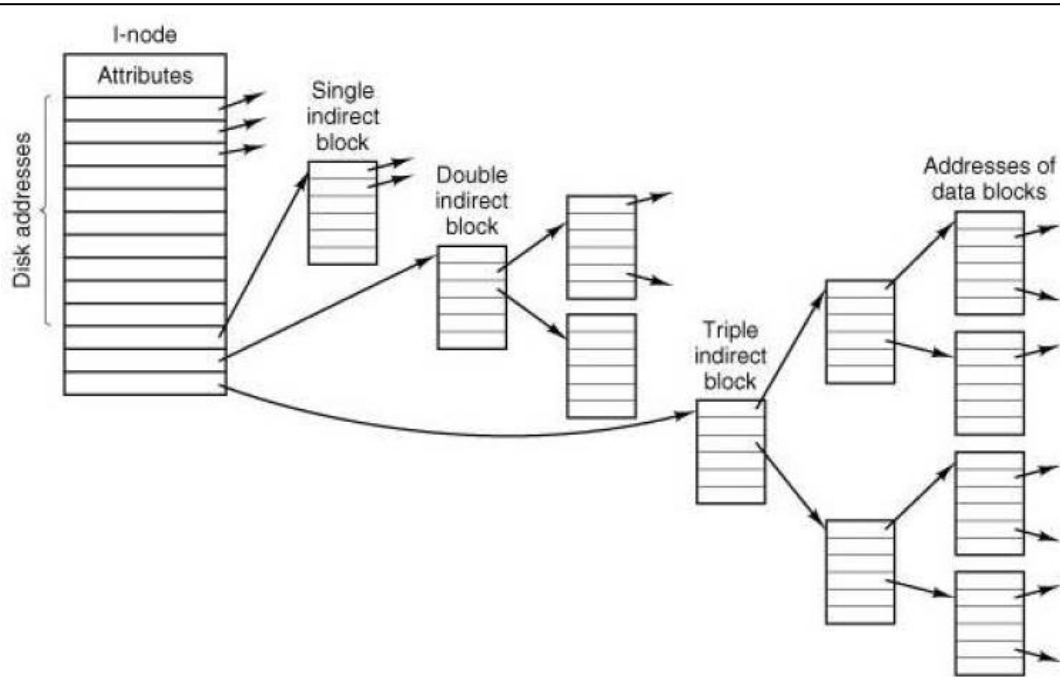 I-node
Attributes
Disk addresses
Single
indirect
block
Double
indirect
block
Triple
indirect
block
Addresses of
data blocks